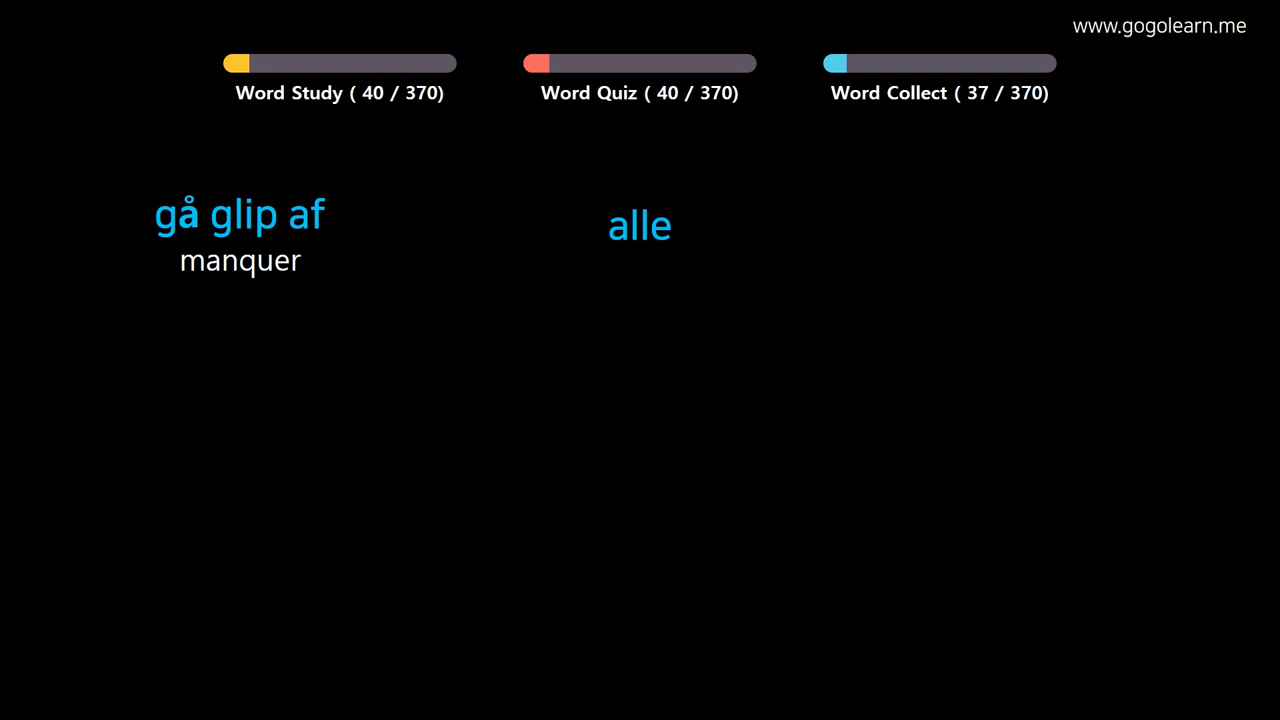 www.gogolearn.me
Word Study ( 40 / 370)
Word Quiz ( 40 / 370)
Word Collect ( 37 / 370)
gå glip af
manquer
alle